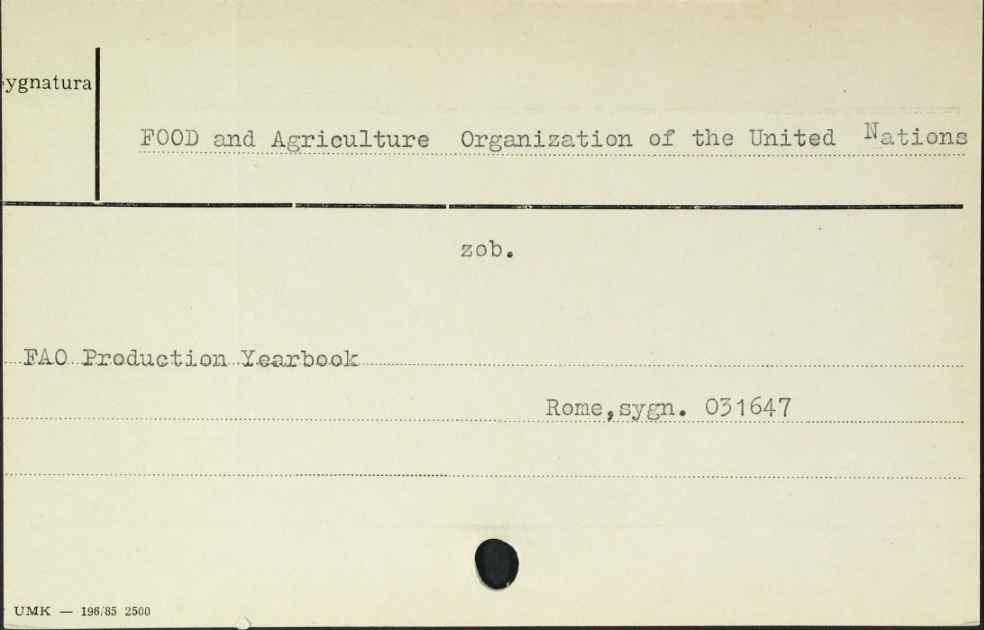 ygnatura
FOOD and Agriculture Organization of the United Nations
zob.
FAO Production Yearbook
Rome,sygn. 031647
UMK — 196/85 2500